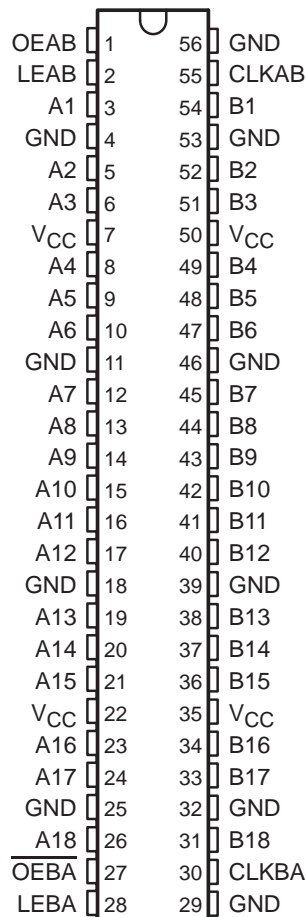 OEAB 1 56 GND
LEAB 2 55 CLKAB
A1 3 54 B1
GND 4 53 GND
A2 5 52 B2
A3 6 51 B3
VCC 7 50 VCC
A4 8 49 B4
A5 9 48 B5
A6 10 47 B6
GND 11 46 GND
A7 12 45 B7
A8 13 44 B8
A9 14 43 B9
A10 15 42 B10
A11 16 41 B11
A12 17 40 B12
GND 18 39 GND
A13 19 38 B13
A14 20 37 B14
A15 21 36 B15
VCC 22 35 VCC
A16 23 34 B16
A17 24 33 B17
GND 25 32 GND
A18 26 31 B18
O̅E̅B̅A̅ 27 30 CLKBA
LEBA 28 29 GND